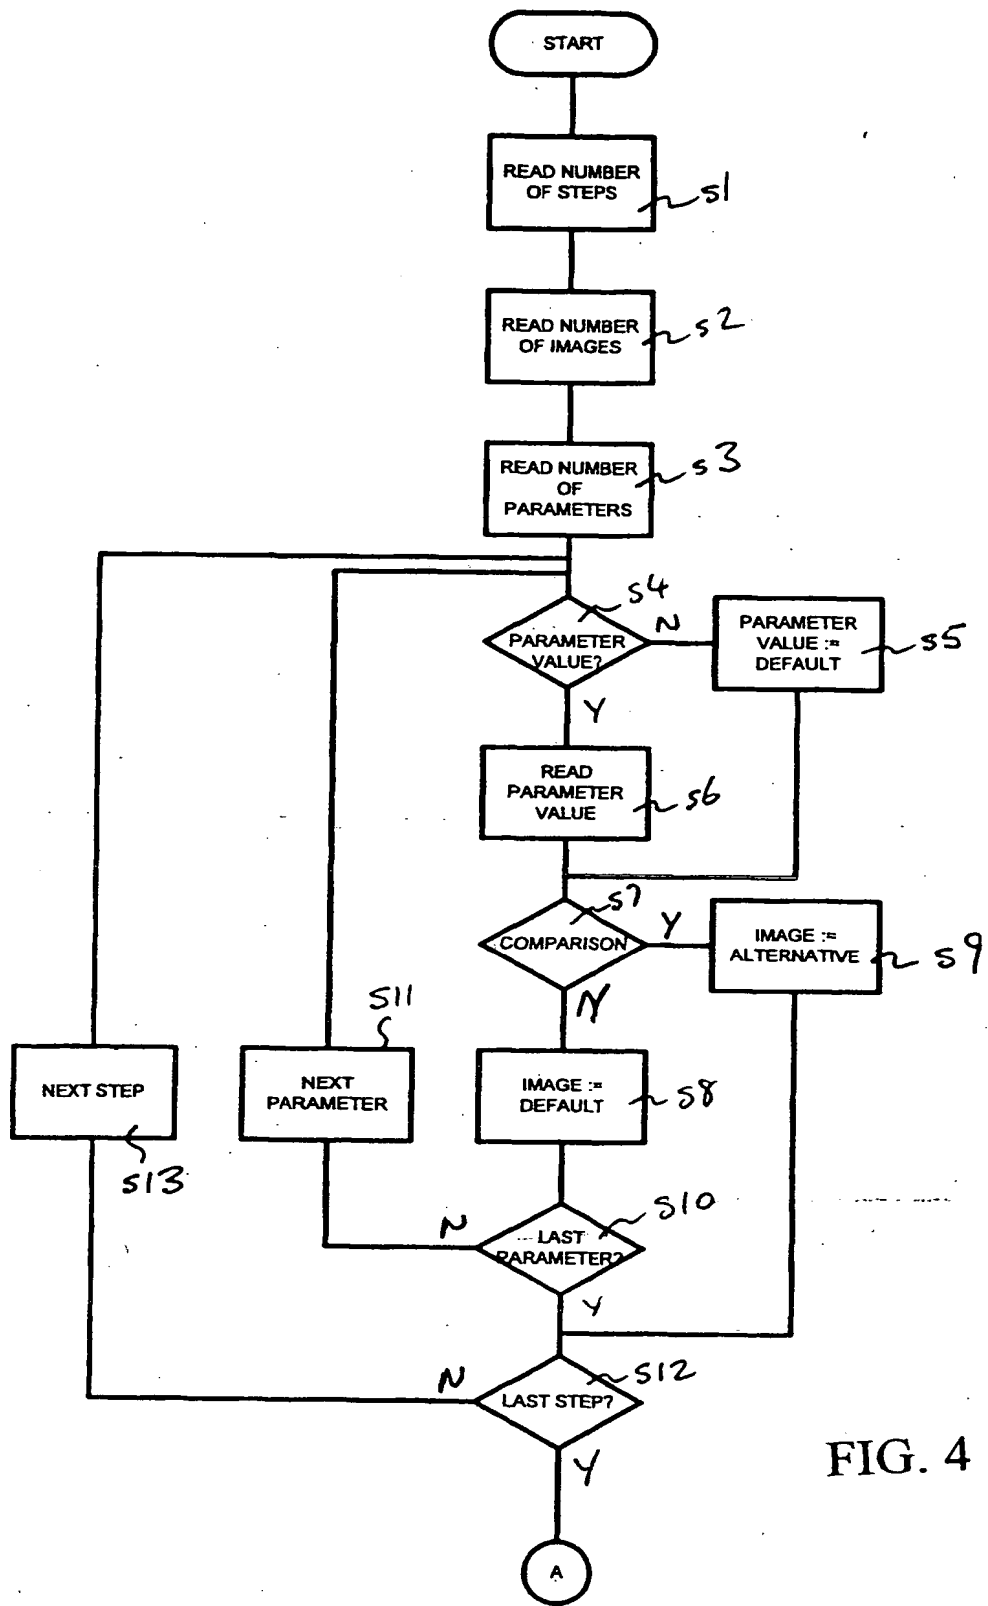 START
READ NUMBER
OF STEPS
s1
READ NUMBER
OF IMAGES
s2
READ NUMBER
OF
PARAMETERS
s3
s4
PARAMETER
VALUE?
N
Y
PARAMETER
VALUE :=
DEFAULT
s5
READ
PARAMETER
VALUE
s6
s7
COMPARISON
Y
N
IMAGE :=
ALTERNATIVE
s9
s11
NEXT STEP
s13
NEXT
PARAMETER
IMAGE :=
DEFAULT
s8
s10
LAST
PARAMETER?
N
Y
s12
LAST STEP?
N
Y
FIG. 4
A